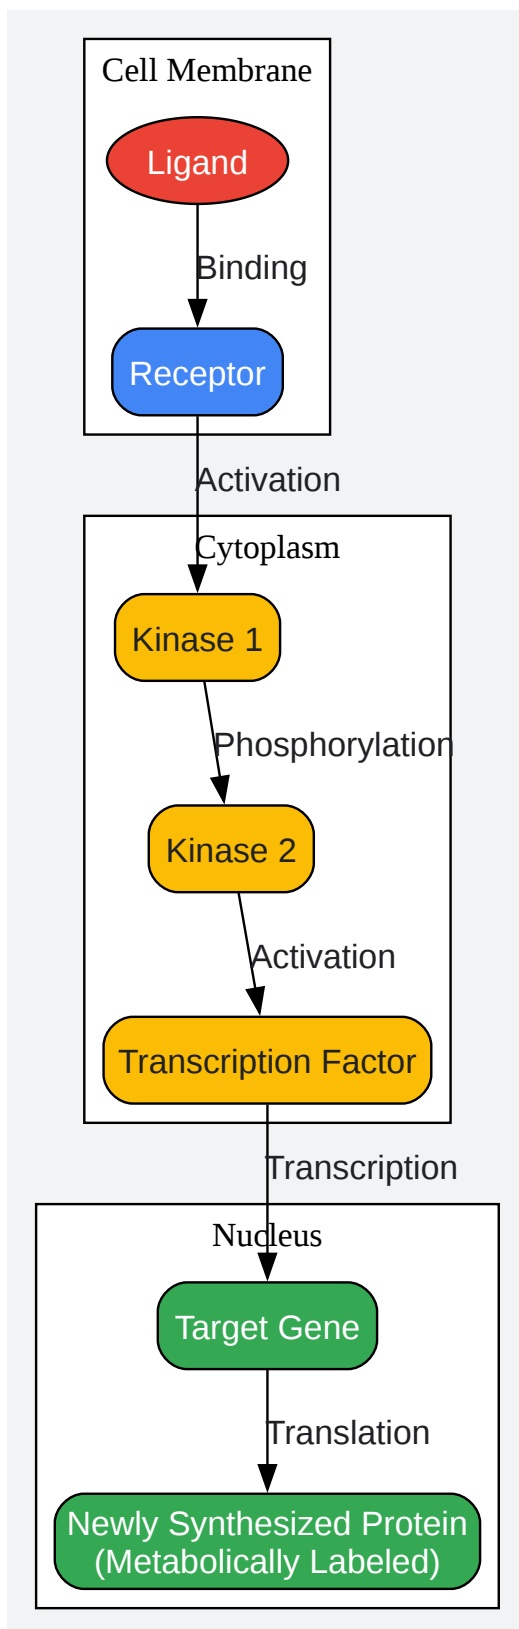 Cell Membrane
Ligand
Binding
Receptor
Activation
Cytoplasm
Kinase 1
Phosphorylation
Kinase 2
Activation
Transcription Factor
Transcription
Nucleus
Target Gene
Translation
Newly Synthesized Protein
(Metabolically Labeled)